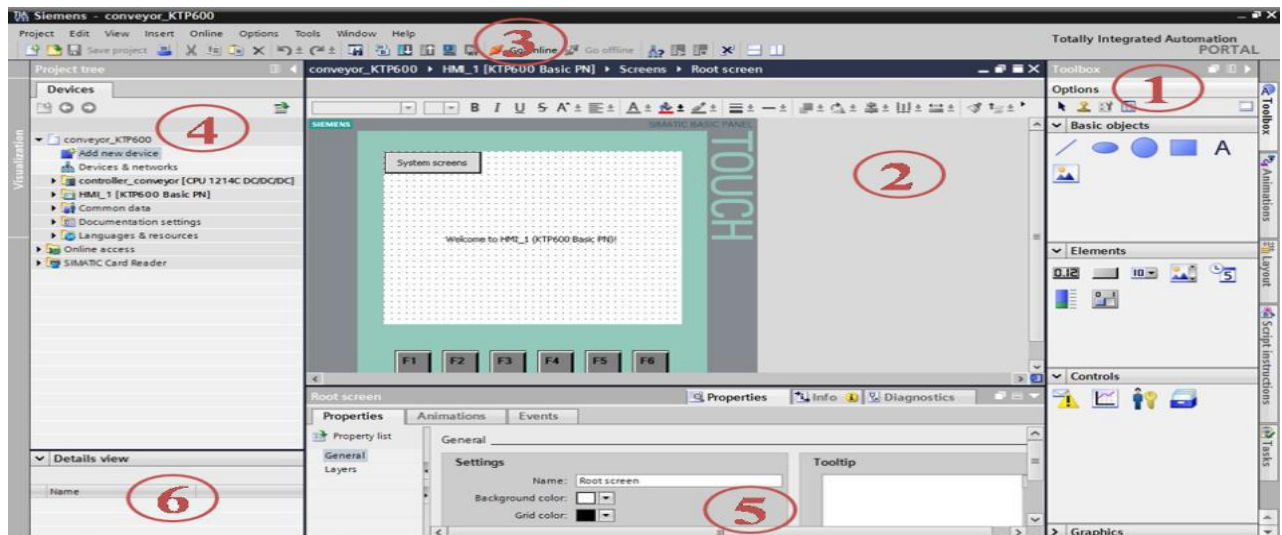 Siemens - conveyor_KTP600
Project Edit View Insert Online Options Tools Window Help
Save project Go online Go offline
Totally Integrated Automation
PORTAL
3
Project tree
Devices
4
conveyor_KTP600
Add new device
Devices & networks
controller_conveyor [CPU 1214C DC/DC/DC]
HMI_1 [KTP600 Basic PN]
Common data
Documentation settings
Languages & resources
Online access
SIMATIC Card Reader
Visualization
Details view
Name
6
conveyor_KTP600 HMI_1 [KTP600 Basic PN] Screens Root screen
B I U S A
SIEMENS
SIMATIC BASIC PANEL
TOUCH
System screens
Welcome to HMI_1 (KTP600 Basic PN)!
F1 F2 F3 F4 F5 F6
2
Root screen
Properties Info Diagnostics
Properties Animations Events
Property list
General
Layers
General
Settings
Name: Root screen
Background color:
Grid color:
Tooltip
5
Toolbox
Options
1
Basic objects
A
Elements
0.12 10 5
Controls
Graphics
Toolbox
Animations
Layout
Script instructions
Tasks